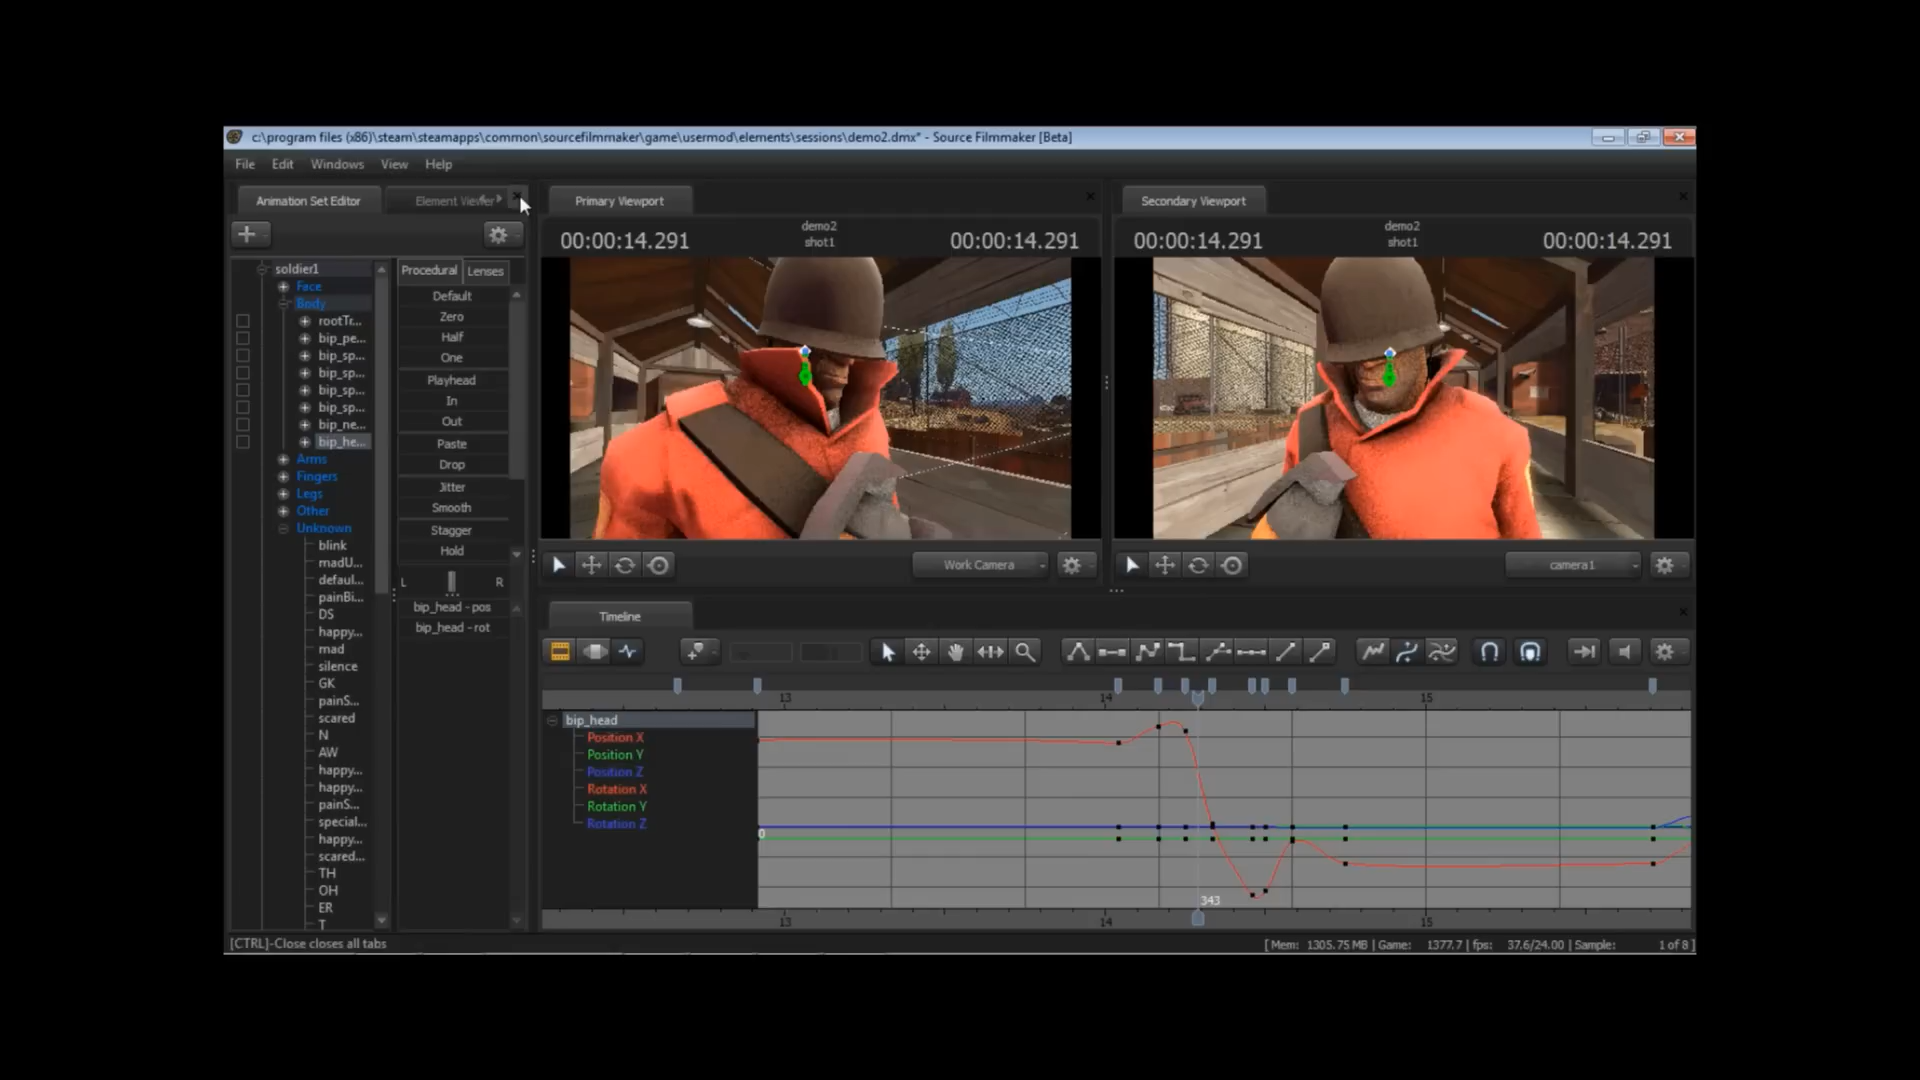 c:\program files (x86)\steam\steamapps\common\sourcefilmmaker\game\usermod\elements\sessions\demo2.dmx* - Source Filmmaker [Beta]
File Edit Windows View Help
Animation Set Editor
Element Viewer
Primary Viewport
Secondary Viewport
00:00:14.291
demo2
shot1
00:00:14.291
00:00:14.291
demo2
shot1
00:00:14.291
soldier1
Face
Body
rootTr...
bip_pe...
bip_sp...
bip_sp...
bip_sp...
bip_sp...
bip_ne...
bip_he...
Arms
Fingers
Legs
Other
Unknown
blink
madU...
defaul...
painBi...
DS
happy...
mad
silence
GK
painS...
scared
N
AW
happy...
happy...
painS...
special...
happy...
scared...
TH
OH
ER
T
Procedural Lenses
Default
Zero
Half
One
Playhead
In
Out
Paste
Drop
Jitter
Smooth
Stagger
Hold
L R
bip_head - pos
bip_head - rot
Work Camera
camera1
Timeline
13 14 15
bip_head
Position X
Position Y
Position Z
Rotation X
Rotation Y
Rotation Z
0
343
13 14 15
[CTRL]-Close closes all tabs
[ Mem: 1305.75 MB | Game: 1377.7 | fps: 37.6/24.00 | Sample: 1 of 8 ]